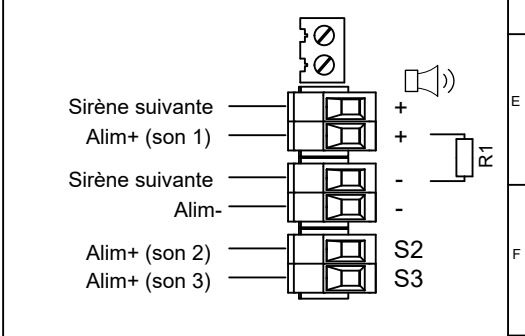 Sirène suivante +
Alim+ (son 1) +
Sirène suivante -
Alim- -
Alim+ (son 2) S2
Alim+ (son 3) S3
R1
E
F